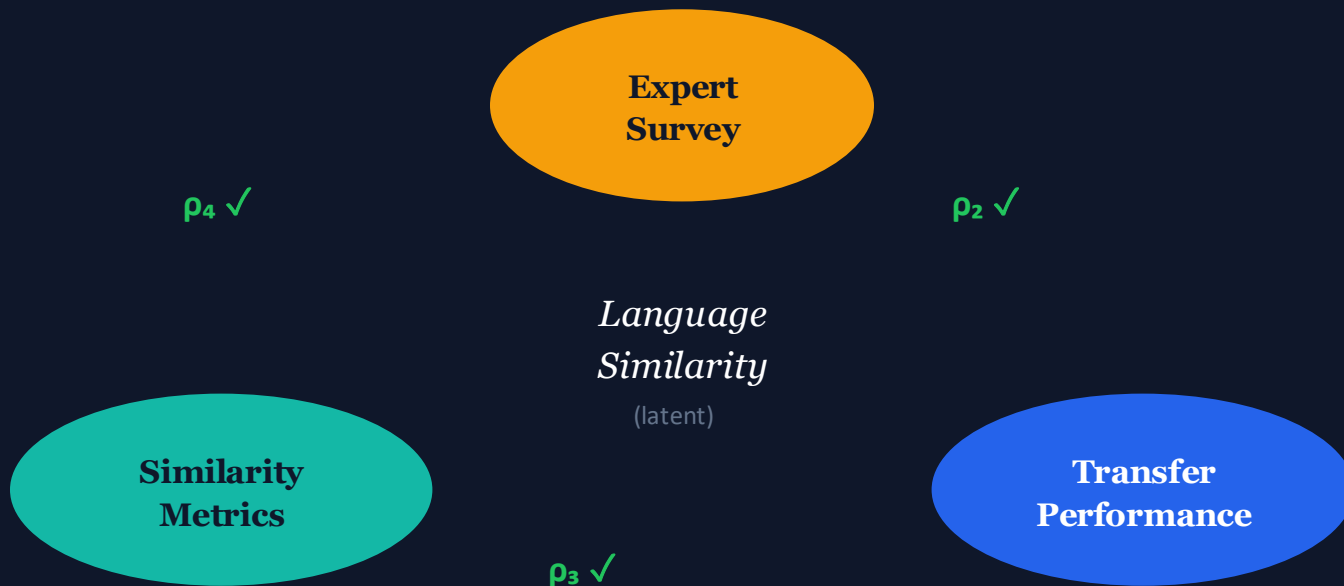 Expert
Survey
ρ₄ ✓
ρ₂ ✓
Language
Similarity
(latent)
Similarity
Metrics
Transfer
Performance
ρ₃ ✓